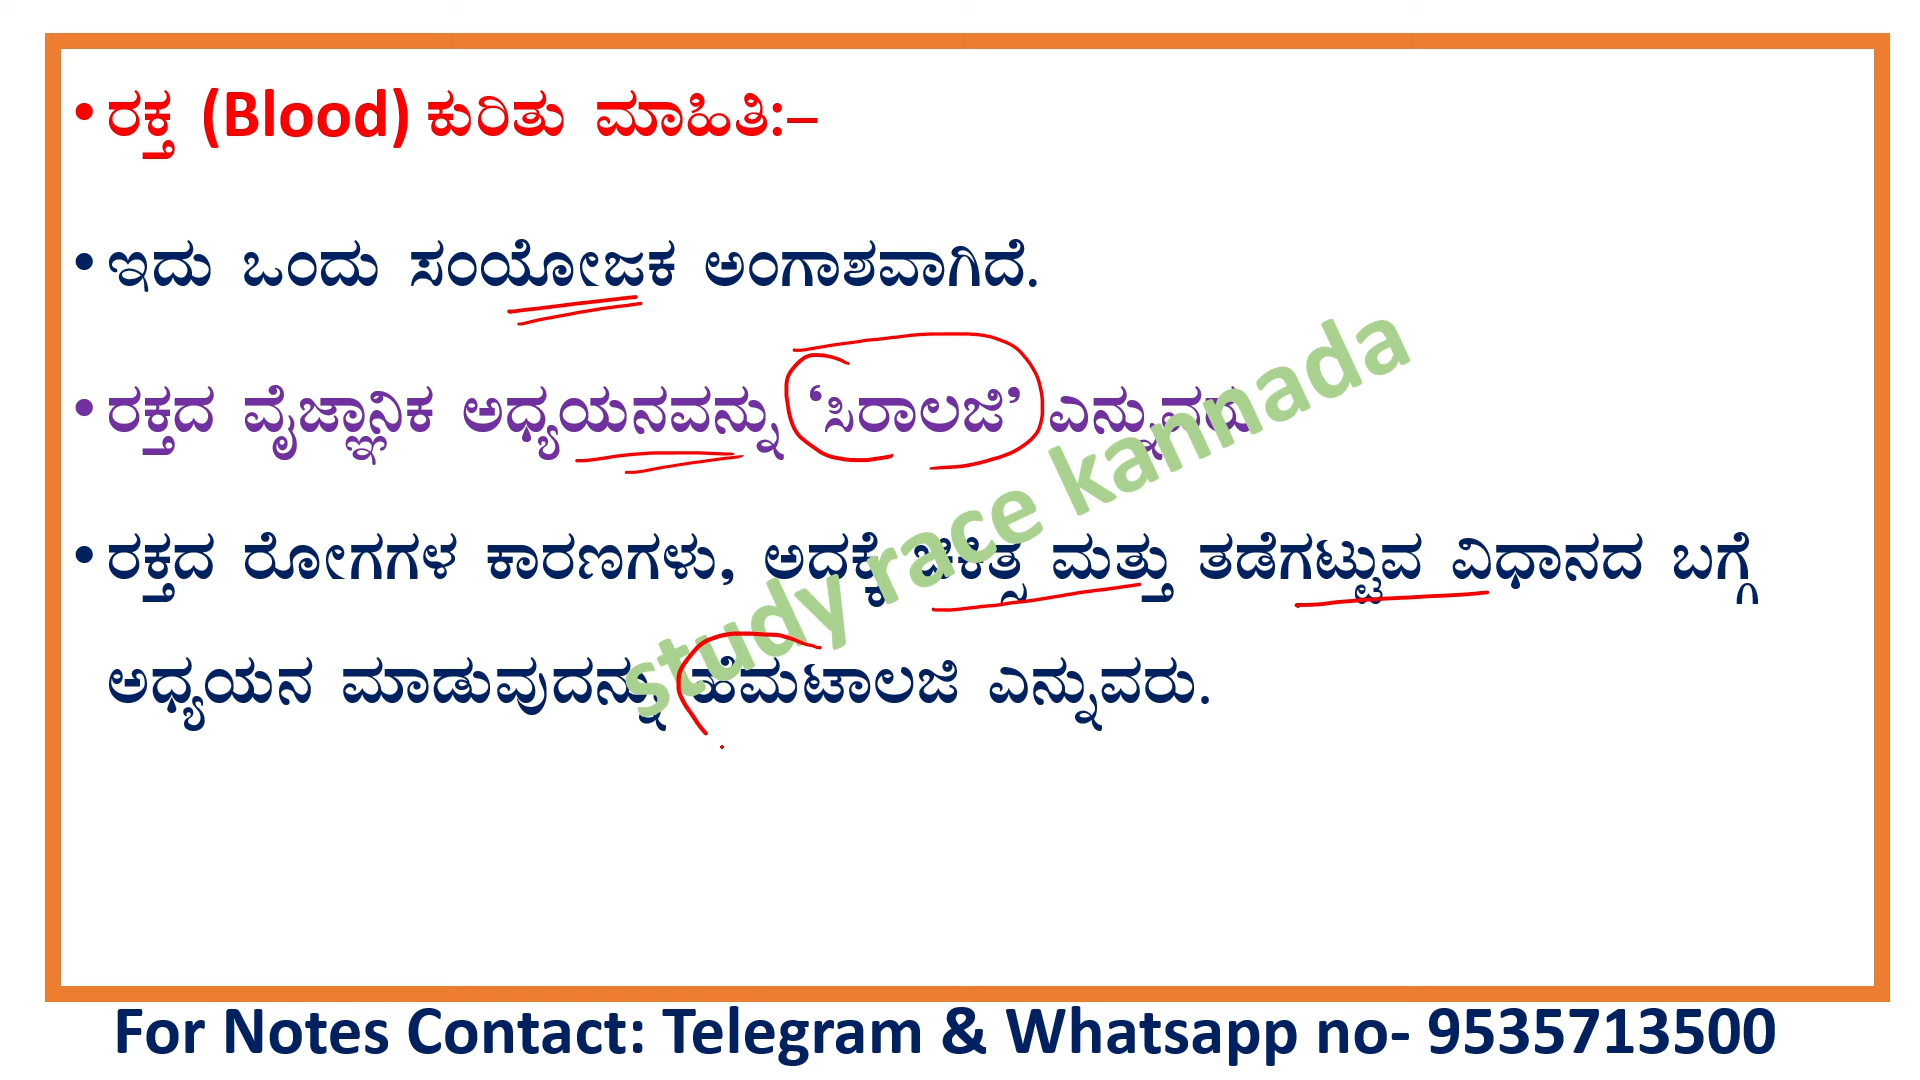 • ರಕ್ತ (Blood) ಕುರಿತು ಮಾಹಿತಿ:–
• ಇದು ಒಂದು ಸಂಯೋಜಕ ಅಂಗಾಶವಾಗಿದೆ.
• ರಕ್ತದ ವೈಜ್ಞಾನಿಕ ಅಧ್ಯಯನವನ್ನು ‘ಸಿರಾಲಜಿ’ ಎನ್ನುವರು
• ರಕ್ತದ ರೋಗಗಳ ಕಾರಣಗಳು, ಅದಕ್ಕೆ ಮತ್ತು ತಡೆಗಟ್ಟುವ ವಿಧಾನದ ಬಗ್ಗೆ
ಅಧ್ಯಯನ ಮಾಡುವುದನ್ನು ಹೆಮಟಾಲಜಿ ಎನ್ನುವರು.
study race kannada
For Notes Contact: Telegram & Whatsapp no- 9535713500